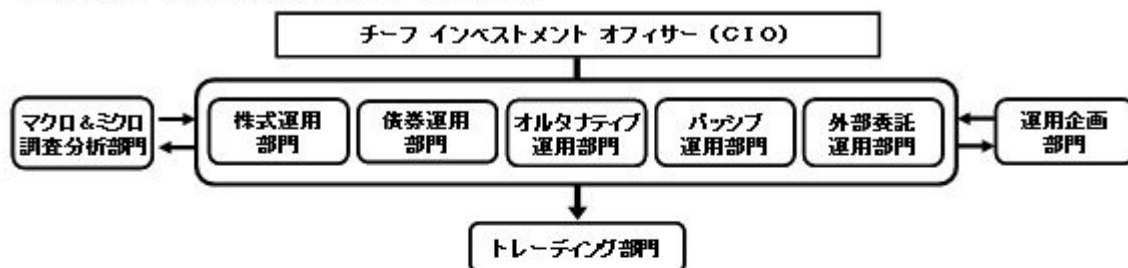 チーフ インベストメント オフィサー (CIO)
マクロ&ミクロ
調査分析部門
株式運用
部門
債券運用
部門
オルタナティブ
運用部門
パッシブ
運用部門
外部委託
運用部門
運用企画
部門
トレーディング部門